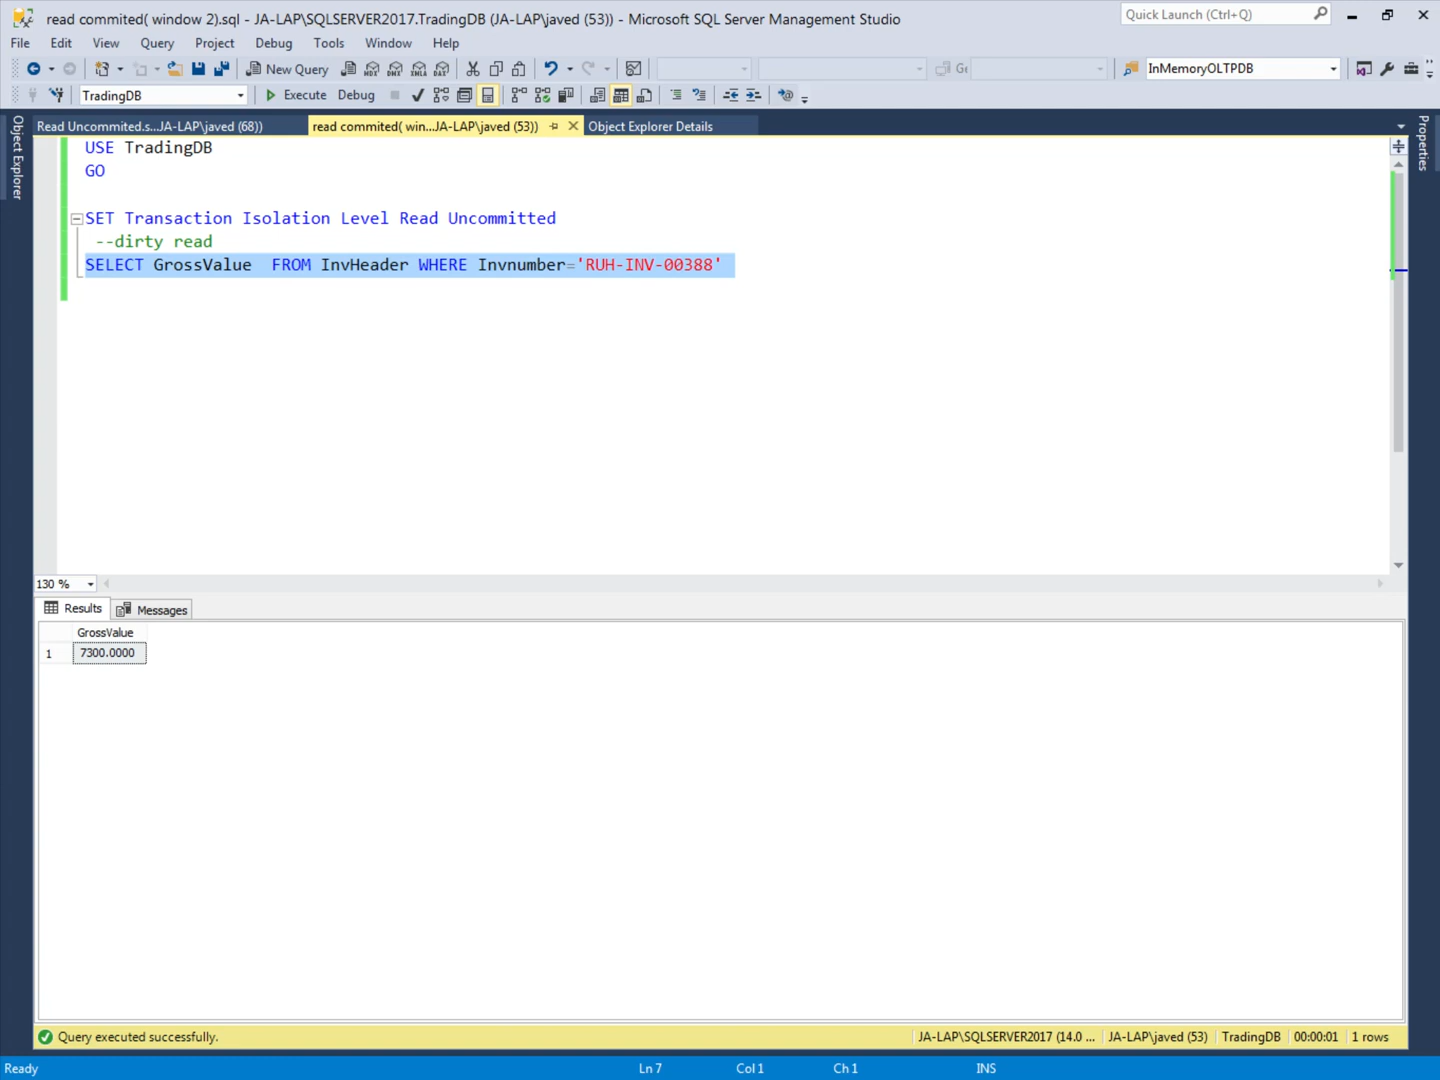 read commited( window 2).sql - JA-LAP\SQLSERVER2017.TradingDB (JA-LAP\javed (53)) - Microsoft SQL Server Management Studio
Quick Launch (Ctrl+Q)
File Edit View Query Project Debug Tools Window Help
New Query
InMemoryOLTPDB
TradingDB
Execute Debug
Read Uncommited.s...JA-LAP\javed (68))
read commited( win...JA-LAP\javed (53))
Object Explorer Details
Object Explorer
Properties
USE TradingDB
GO
SET Transaction Isolation Level Read Uncommitted
--dirty read
SELECT GrossValue  FROM InvHeader WHERE Invnumber='RUH-INV-00388'
130 %
Results Messages
GrossValue
1 7300.0000
Query executed successfully.
JA-LAP\SQLSERVER2017 (14.0 ... JA-LAP\javed (53) TradingDB 00:00:01 1 rows
Ready Ln 7 Col 1 Ch 1 INS